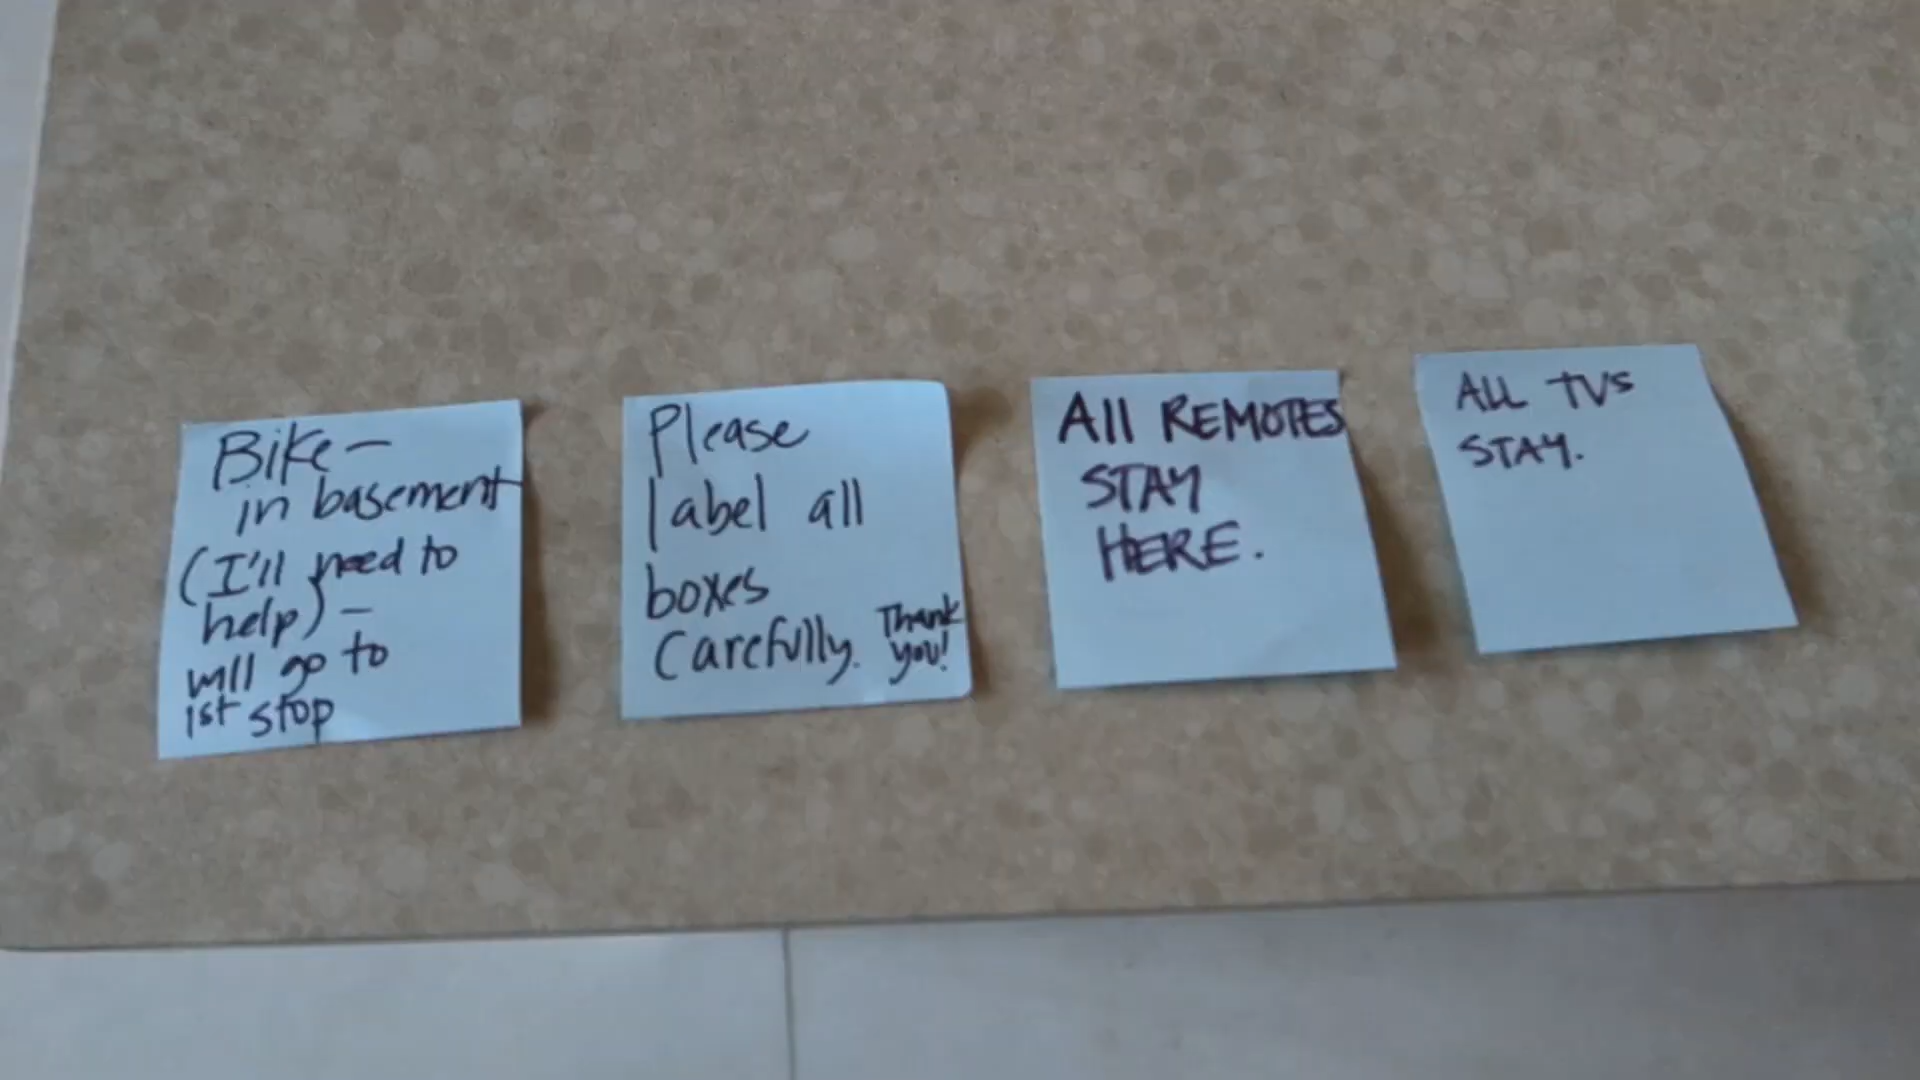 Bike –
in basement
(I'll need to
help) –
will go to
1st stop
Please
label all
boxes
Carefully. Thank
you!
All REMOTES
STAY
HERE.
ALL TVs
STAY.